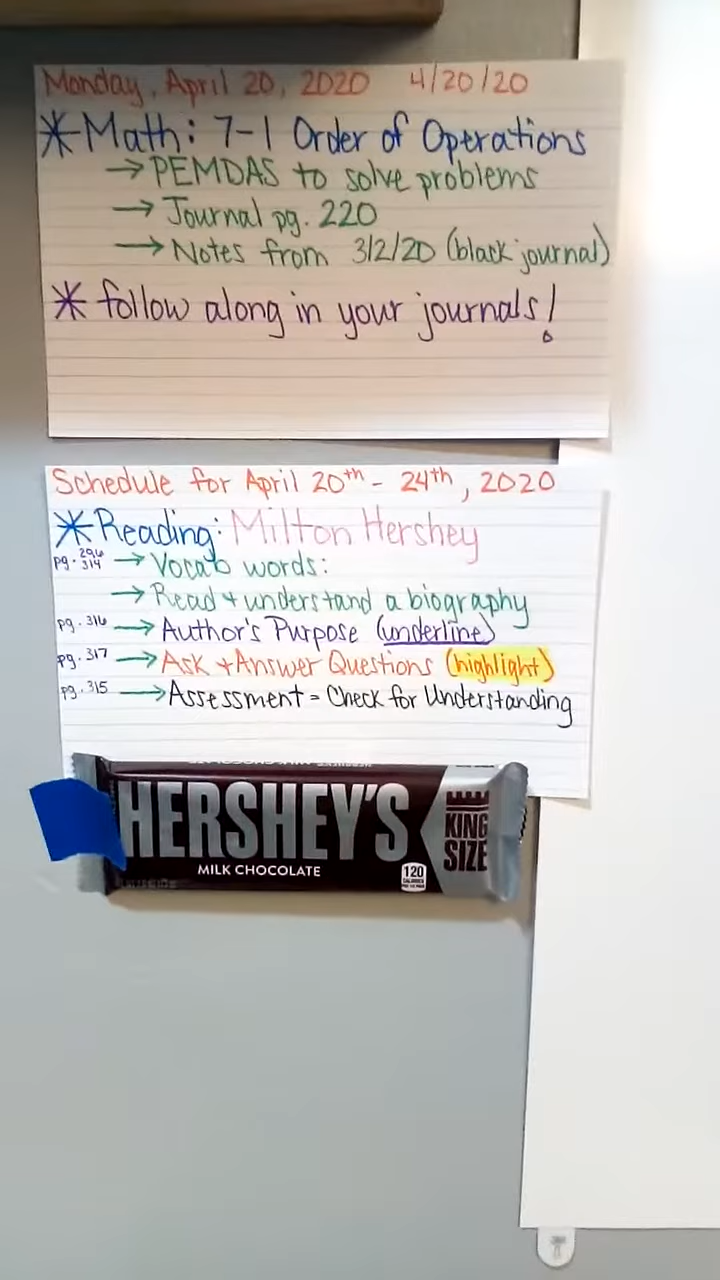 Monday, April 20, 2020 4/20/20
*Math: 7-1 Order of Operations
→ PEMDAS to solve problems
→ Journal pg. 220
→ Notes from 3/2/20 (black journal)
* follow along in your journals!
Schedule for April 20th - 24th, 2020
*Reading: Milton Hershey
pg. 296 314 → Vocab words:
→ Read + understand a biography
pg. 316 → Author's Purpose (underline)
pg. 317 → Ask + Answer Questions (highlight)
pg. 315 → Assessment = Check for Understanding
HERSHEY'S
KING
SIZE
MILK CHOCOLATE
120
CALORIES